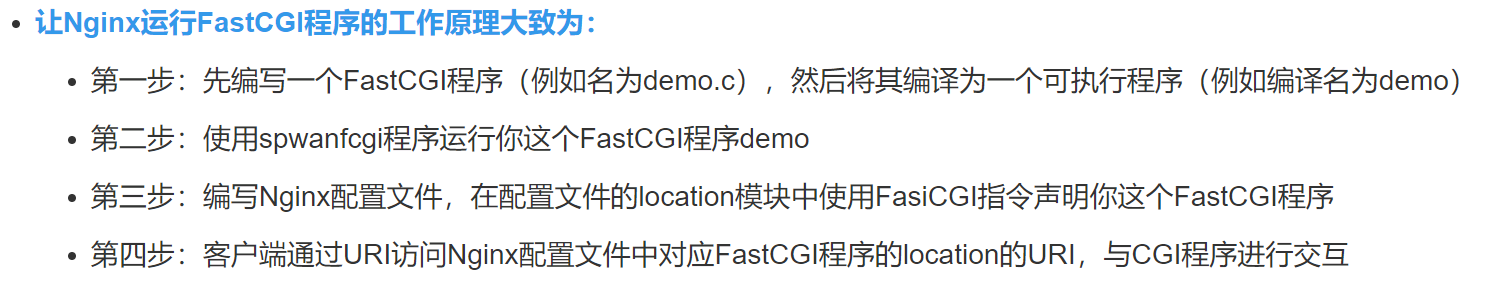 让Nginx运行FastCGI程序的工作原理大致为：
第一步：先编写一个FastCGI程序（例如名为demo.c），然后将其编译为一个可执行程序（例如编译名为demo）
第二步：使用spwanfcgi程序运行你这个FastCGI程序demo
第三步：编写Nginx配置文件，在配置文件的location模块中使用FasiCGI指令声明你这个FastCGI程序
第四步：客户端通过URI访问Nginx配置文件中对应FastCGI程序的location的URI，与CGI程序进行交互